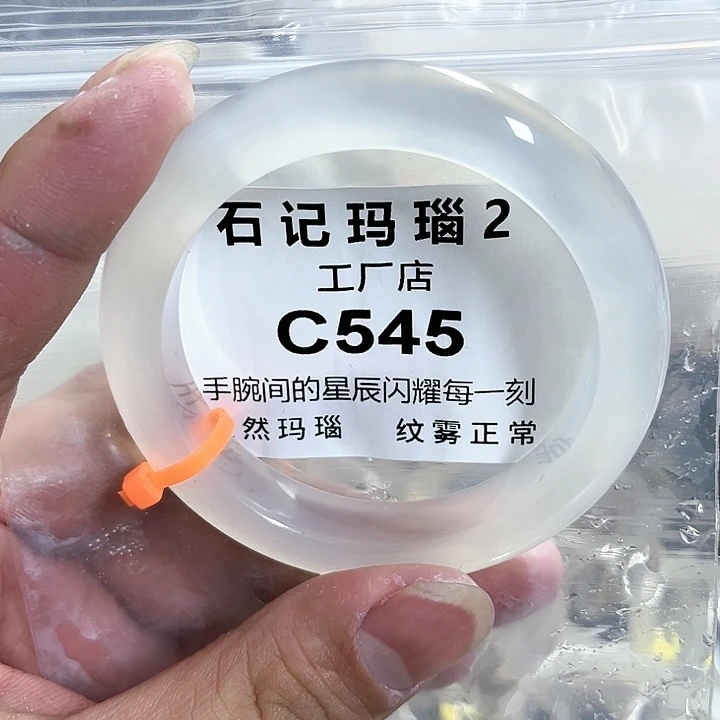 石记玛瑙2
工厂店
C545
手腕间的星辰闪耀每一刻
然玛瑙 纹雾正常